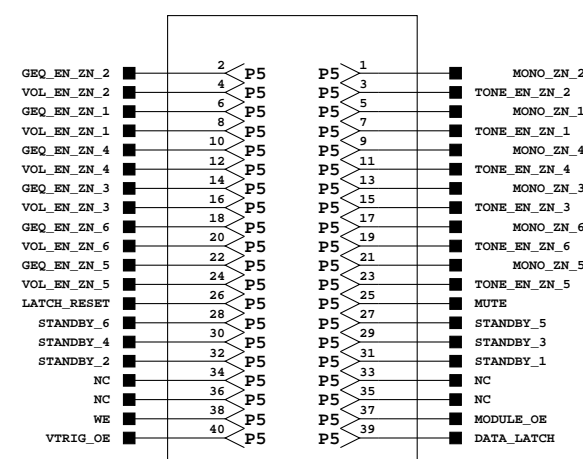 GEQ_EN_ZN_2 2 P5 P5 1 MONO_ZN_2
VOL_EN_ZN_2 4 P5 P5 3 TONE_EN_ZN_2
GEQ_EN_ZN_1 6 P5 P5 5 MONO_ZN_1
VOL_EN_ZN_1 8 P5 P5 7 TONE_EN_ZN_1
GEQ_EN_ZN_4 10 P5 P5 9 MONO_ZN_4
VOL_EN_ZN_4 12 P5 P5 11 TONE_EN_ZN_4
GEQ_EN_ZN_3 14 P5 P5 13 MONO_ZN_3
VOL_EN_ZN_3 16 P5 P5 15 TONE_EN_ZN_3
GEQ_EN_ZN_6 18 P5 P5 17 MONO_ZN_6
VOL_EN_ZN_6 20 P5 P5 19 TONE_EN_ZN_6
GEQ_EN_ZN_5 22 P5 P5 21 MONO_ZN_5
VOL_EN_ZN_5 24 P5 P5 23 TONE_EN_ZN_5
LATCH_RESET 26 P5 P5 25 MUTE
STANDBY_6 28 P5 P5 27 STANDBY_5
STANDBY_4 30 P5 P5 29 STANDBY_3
STANDBY_2 32 P5 P5 31 STANDBY_1
NC 34 P5 P5 33 NC
NC 36 P5 P5 35 NC
WE 38 P5 P5 37 MODULE_OE
VTRIG_OE 40 P5 P5 39 DATA_LATCH